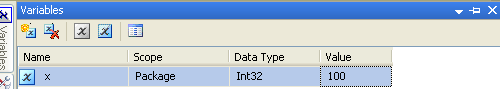 Variables
Variables
Name Scope Data Type Value
x Package Int32 100